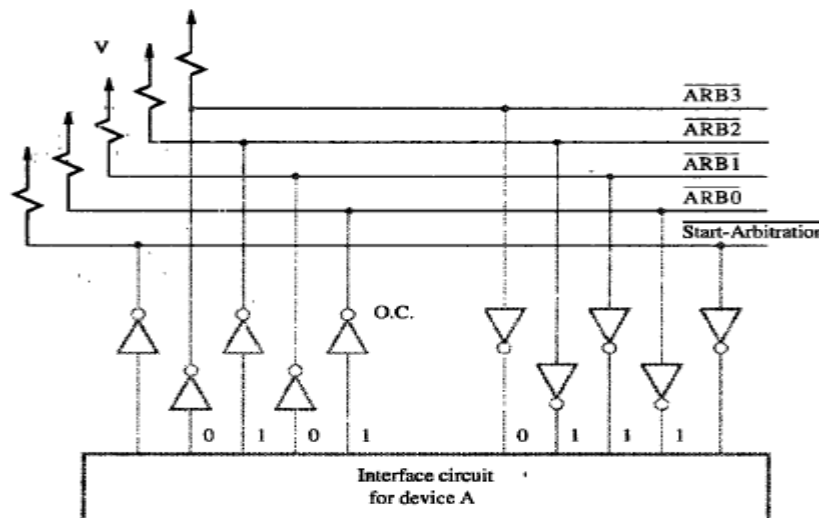 V
ARB3
ARB2
ARB1
ARB0
Start-Arbitration
O.C.
0 1 0 1 0 1 1 1
Interface circuit
for device A